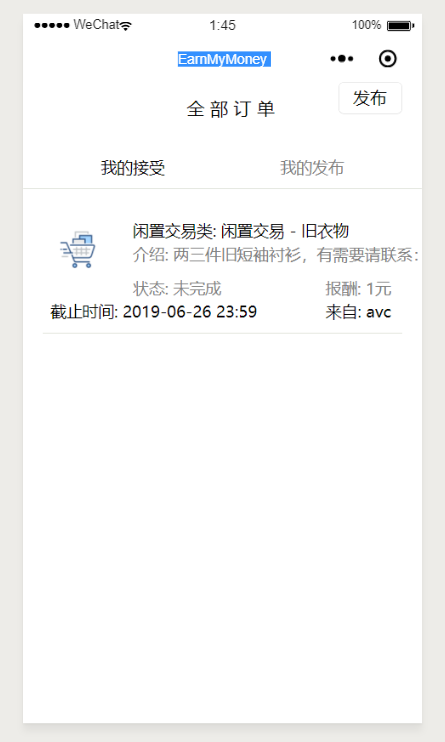 WeChat 1:45 100%
EarnMyMoney
全部订单
发布
我的接受 我的发布
闲置交易类: 闲置交易 - 旧衣物
介绍: 两三件旧短袖衬衫，有需要请联系:
状态: 未完成 报酬: 1元
截止时间: 2019-06-26 23:59 来自: avc